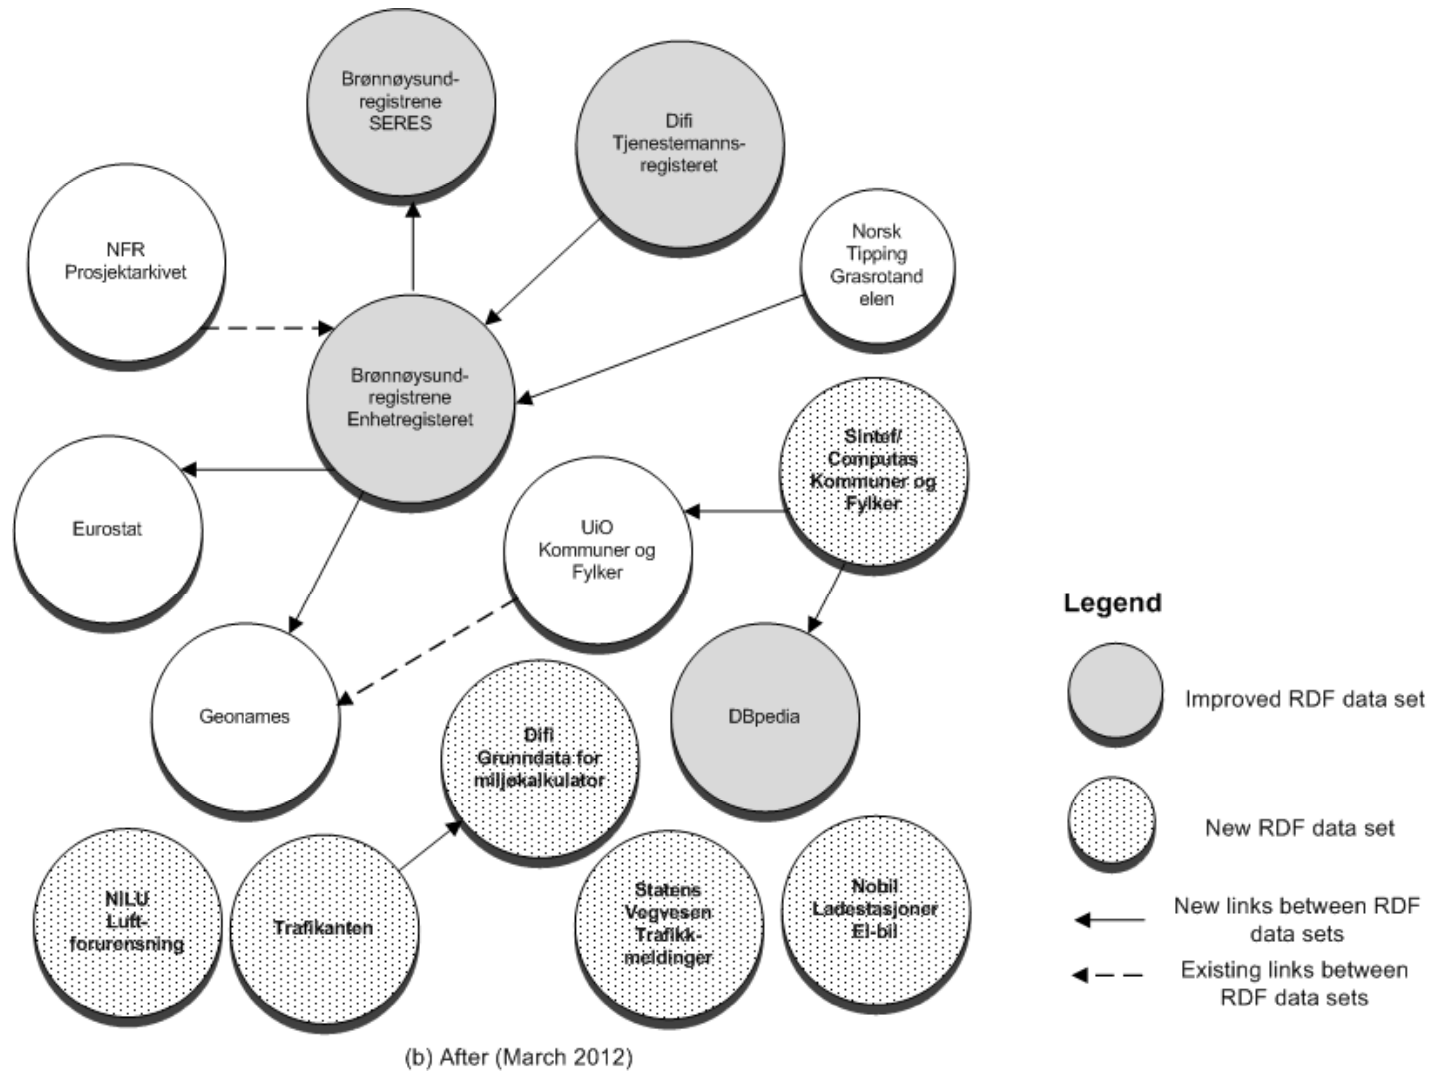 Brønnøysund-
registrene
SERES
Difi
Tjenestemanns-
registeret
NFR
Prosjektarkivet
Norsk
Tipping
Grasrotand
elen
Brønnøysund-
registrene
Enhetregisteret
Sintef/
Computas
Kommuner og
Fylker
Eurostat
UiO
Kommuner og
Fylker
Geonames
Difi
Grunndata for
miljøkalkulator
DBpedia
NILU
Luft-
forurensning
Trafikanten
Statens
Vegvesen
Trafikk-
meldinger
Nobil
Ladestasjoner
El-bil
Legend
Improved RDF data set
New RDF data set
New links between RDF
data sets
Existing links between
RDF data sets
(b) After (March 2012)